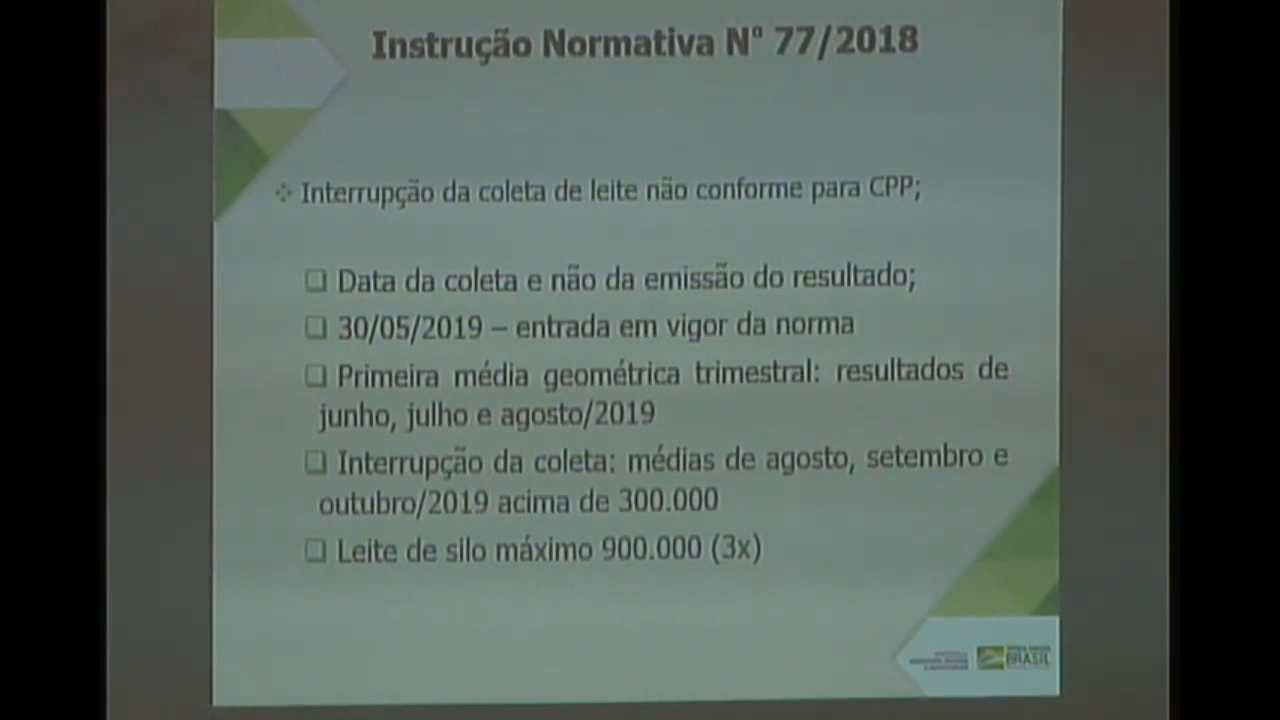 Instrução Normativa N° 77/2018
❖ Interrupção da coleta de leite não conforme para CPP;
❑ Data da coleta e não da emissão do resultado;
❑ 30/05/2019 – entrada em vigor da norma
❑ Primeira média geométrica trimestral: resultados de
junho, julho e agosto/2019
❑ Interrupção da coleta: médias de agosto, setembro e
outubro/2019 acima de 300.000
❑ Leite de silo máximo 900.000 (3x)
BRASIL